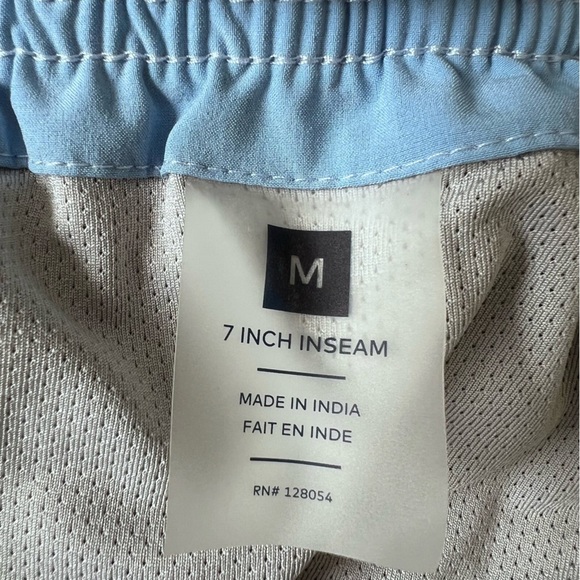 M
7 INCH INSEAM
MADE IN INDIA
FAIT EN INDE
RN# 128054